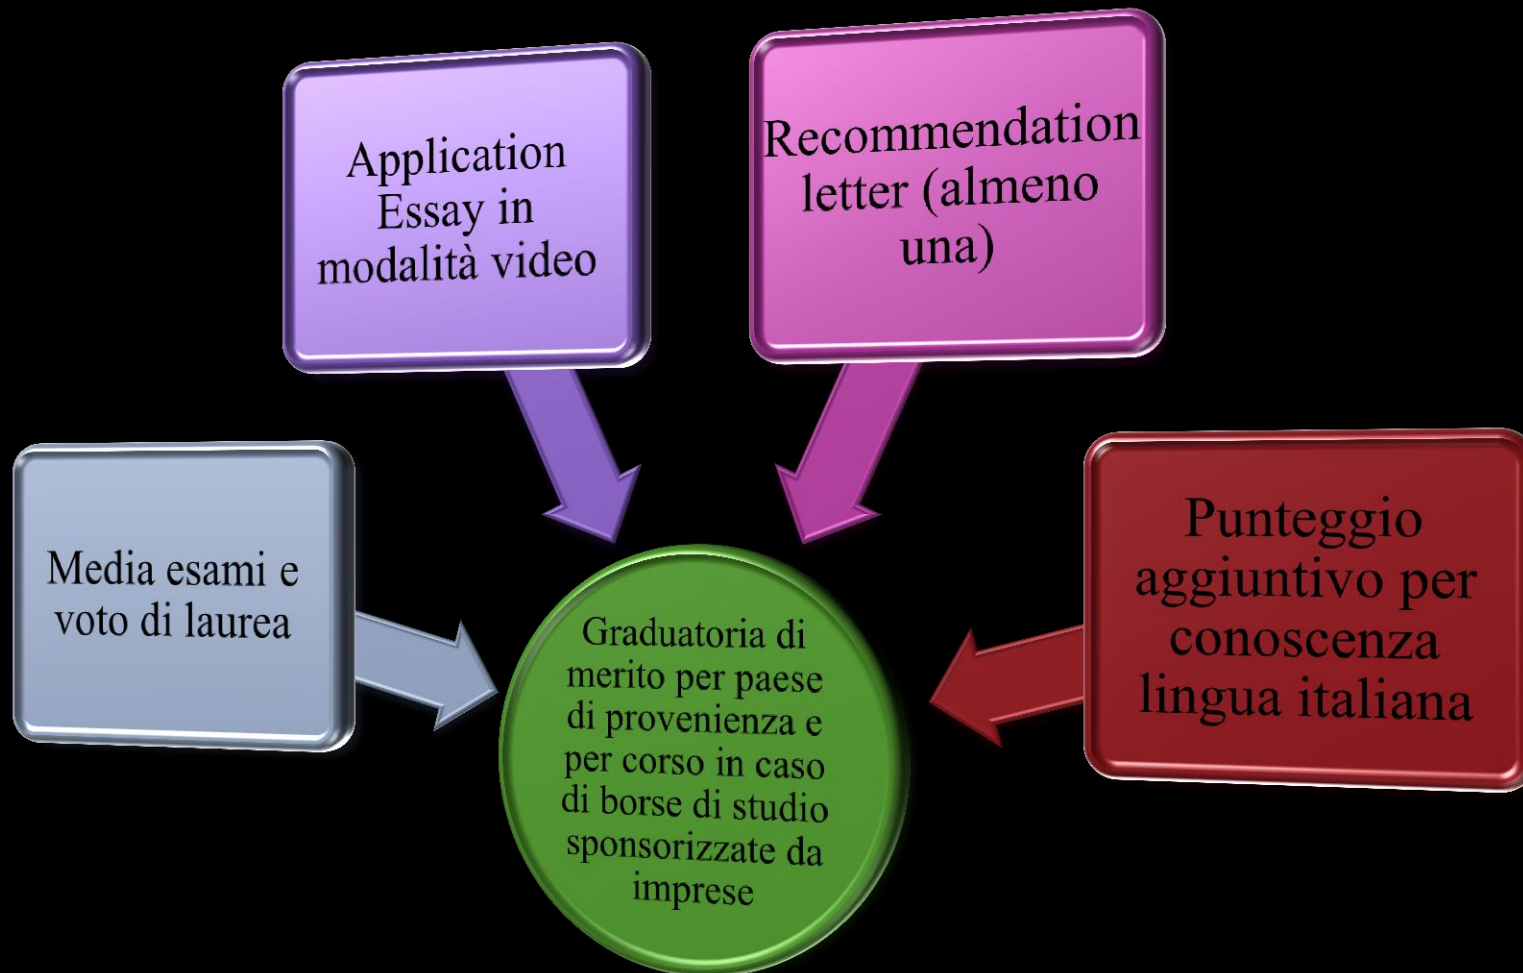 Application
Essay in
modalità video
Recommendation
letter (almeno
una)
Media esami e
voto di laurea
Punteggio
aggiuntivo per
conoscenza
lingua italiana
Graduatoria di
merito per paese
di provenienza e
per corso in caso
di borse di studio
sponsorizzate da
imprese